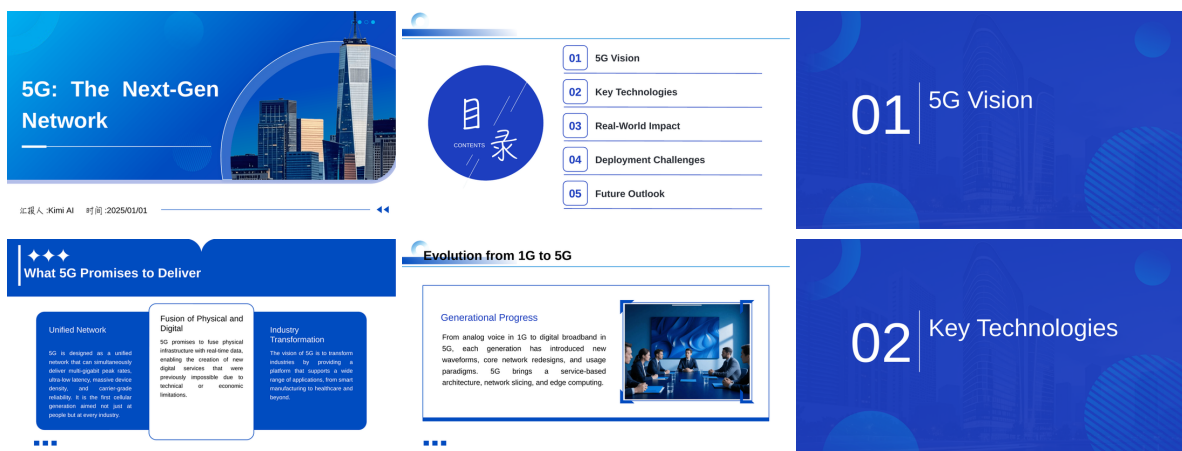 5G: The Next-Gen
Network
汇报人 :Kimi AI 时间 :2025/01/01
目
录
CONTENTS
01 5G Vision
02 Key Technologies
03 Real-World Impact
04 Deployment Challenges
05 Future Outlook
01 5G Vision
What 5G Promises to Deliver
Unified Network
5G is designed as a unified
network that can simultaneously
deliver multi-gigabit peak rates,
ultra-low latency, massive device
density, and carrier-grade
reliability. It is the first cellular
generation aimed not just at
people but at every industry.
Fusion of Physical and
Digital
5G promises to fuse physical
infrastructure with real-time data,
enabling the creation of new
digital services that were
previously impossible due to
technical or economic
limitations.
Industry
Transformation
The vision of 5G is to transform
industries by providing a
platform that supports a wide
range of applications, from smart
manufacturing to healthcare and
beyond.
Evolution from 1G to 5G
Generational Progress
From analog voice in 1G to digital broadband in
5G, each generation has introduced new
waveforms, core network redesigns, and usage
paradigms. 5G brings a service-based
architecture, network slicing, and edge computing.
02 Key Technologies